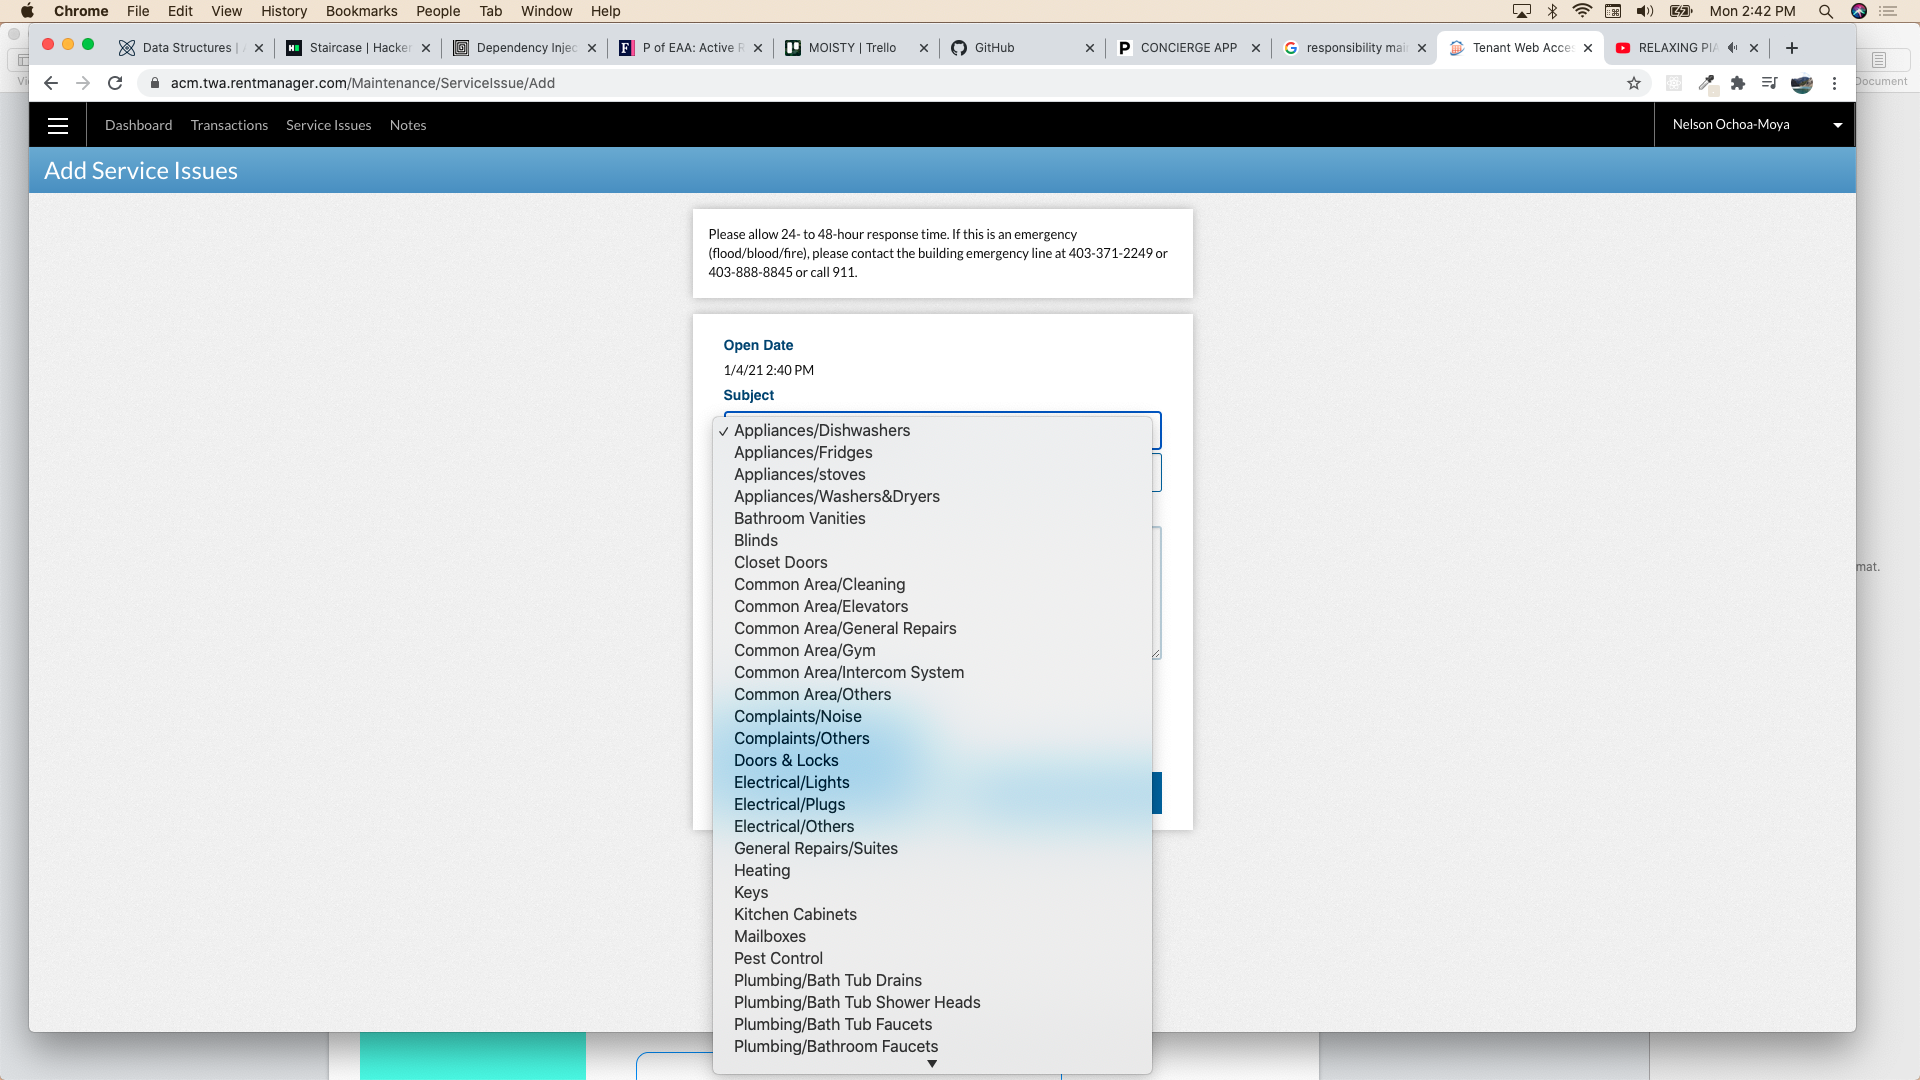 Chrome File Edit View History Bookmarks People Tab Window Help Mon 2:42 PM
Data Structures | Staircase | Hacker Dependency Injec P of EAA: Active R MOISTY | Trello GitHub CONCIERGE APP responsibility mai Tenant Web Acces RELAXING PIA
acm.twa.rentmanager.com/Maintenance/ServiceIssue/Add
Vi
Document
Dashboard Transactions Service Issues Notes Nelson Ochoa-Moya
Add Service Issues
Please allow 24- to 48-hour response time. If this is an emergency
(flood/blood/fire), please contact the building emergency line at 403-371-2249 or
403-888-8845 or call 911.
Open Date
1/4/21 2:40 PM
Subject
✓ Appliances/Dishwashers
Appliances/Fridges
Appliances/stoves
Appliances/Washers&Dryers
Bathroom Vanities
Blinds
Closet Doors
mat.
Common Area/Cleaning
Common Area/Elevators
Common Area/General Repairs
Common Area/Gym
Common Area/Intercom System
Common Area/Others
Complaints/Noise
Complaints/Others
Doors & Locks
Electrical/Lights
Electrical/Plugs
Electrical/Others
General Repairs/Suites
Heating
Keys
Kitchen Cabinets
Mailboxes
Pest Control
Plumbing/Bath Tub Drains
Plumbing/Bath Tub Shower Heads
Plumbing/Bath Tub Faucets
Plumbing/Bathroom Faucets